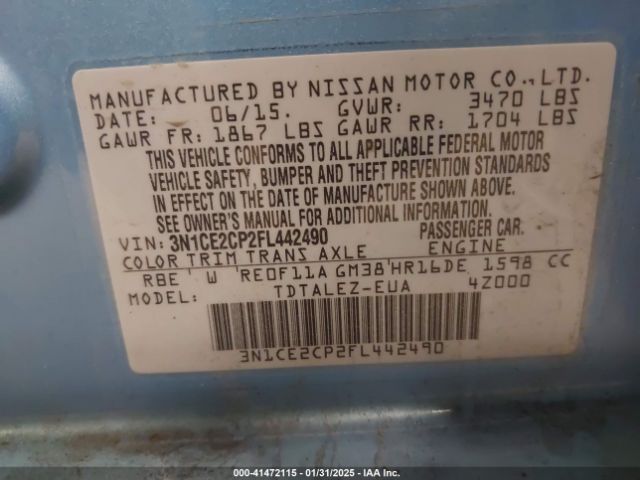 MANUFACTURED BY NISSAN MOTOR CO., LTD.
DATE: 06/15. GVWR: 3470 LBS
GAWR FR: 1867 LBS GAWR RR: 1704 LBS
THIS VEHICLE CONFORMS TO ALL APPLICABLE FEDERAL MOTOR
VEHICLE SAFETY, BUMPER AND THEFT PREVENTION STANDARDS
IN EFFECT ON THE DATE OF MANUFACTURE SHOWN ABOVE.
SEE OWNER'S MANUAL FOR ADDITIONAL INFORMATION.
VIN: 3N1CE2CP2FL442490 PASSENGER CAR.
COLOR TRIM TRANS AXLE ENGINE
RBE W RE0F11A GM38 HR16DE 1598 CC
MODEL: TDTALEZ-EUA 4Z000
3N1CE2CP2FL442490
000-41472115 | 01/31/2025 | IAA Inc.